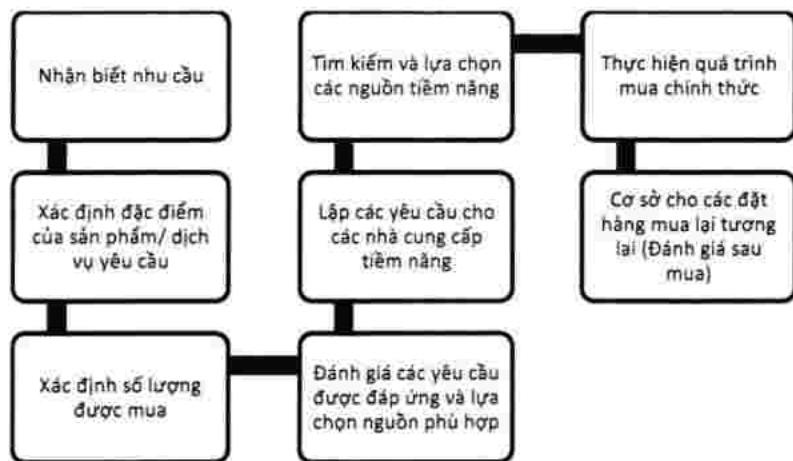 Nhận biết nhu cầu
Xác định đặc điểm
của sản phẩm/ dịch
vụ yêu cầu
Xác định số lượng
được mua
Đánh giá các yêu cầu
được đáp ứng và lựa
chọn nguồn phù hợp
Lập các yêu cầu cho
các nhà cung cấp
tiềm năng
Tìm kiếm và lựa chọn
các nguồn tiềm năng
Thực hiện quá trình
mua chính thức
Cơ sở cho các đặt
hàng mua lại tương
lai (Đánh giá sau
mua)